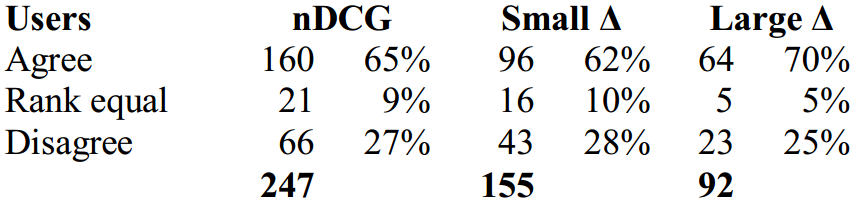 Users nDCG Small Δ Large Δ
Agree 160 65% 96 62% 64 70%
Rank equal 21 9% 16 10% 5 5%
Disagree 66 27% 43 28% 23 25%
247 155 92